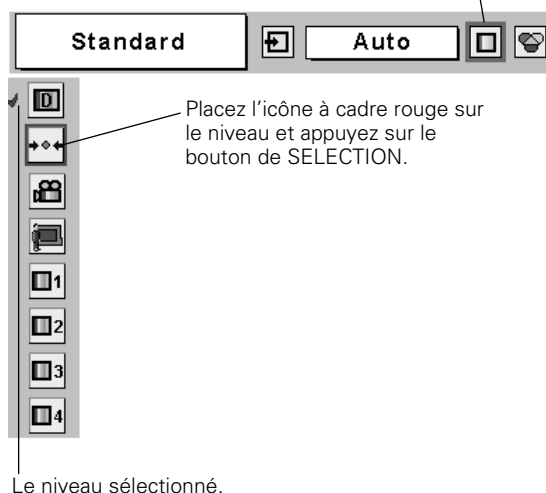 Standard
Auto
D
Placez l'icône à cadre rouge sur
le niveau et appuyez sur le
bouton de SELECTION.
1
2
3
4
Le niveau sélectionné.